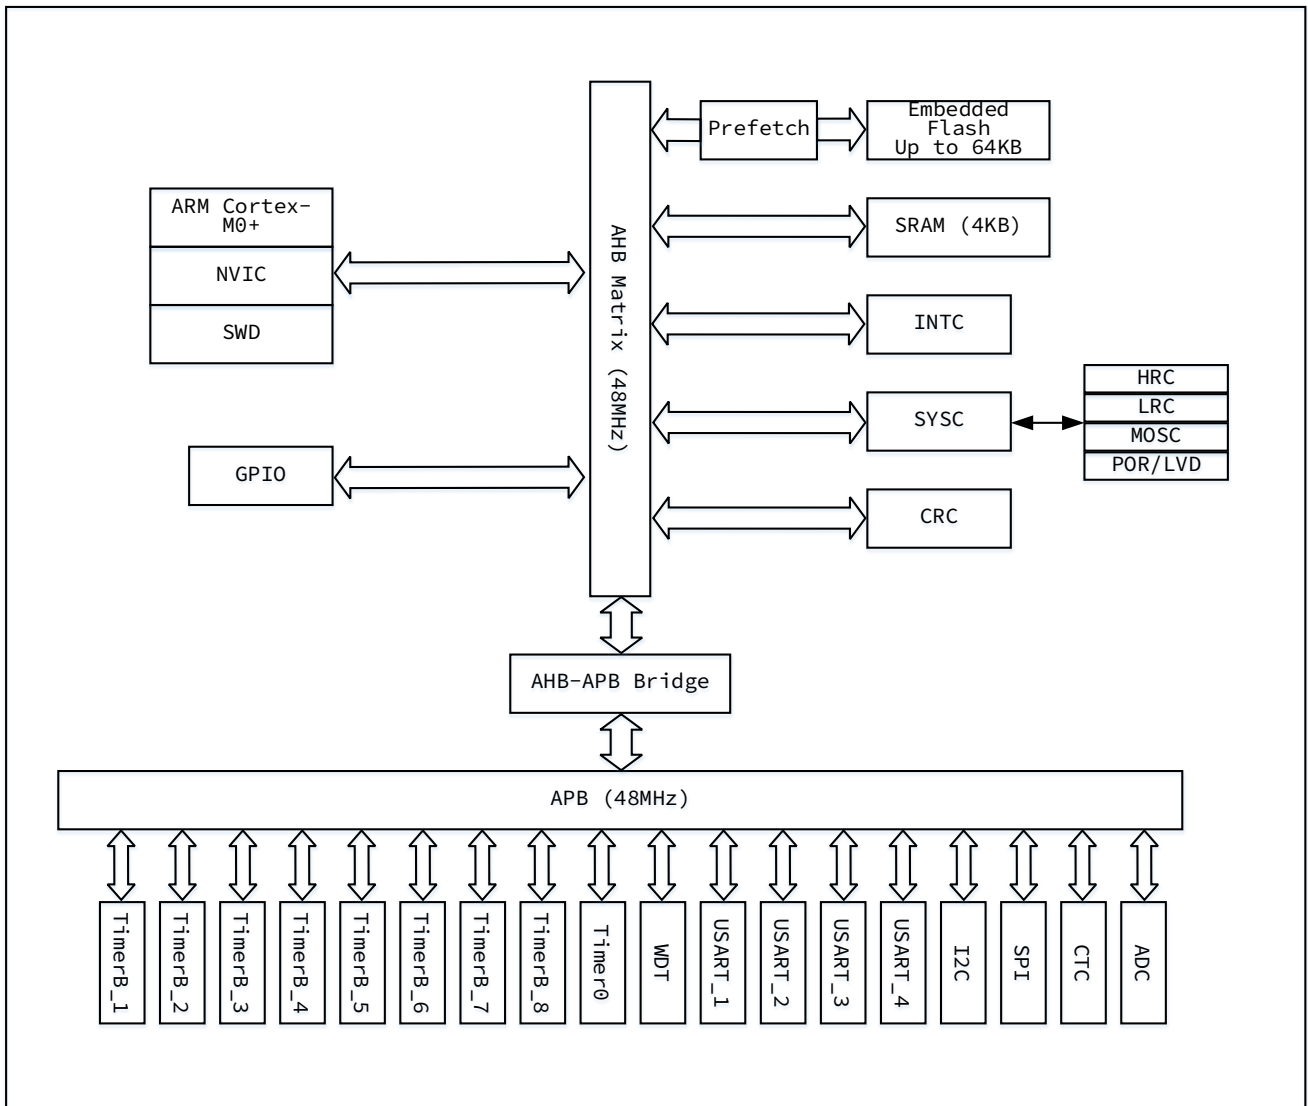 Prefetch
Embedded
Flash
Up to 64KB
ARM Cortex-
M0+
NVIC
SWD
SRAM (4KB)
AHB Matrix (48MHz)
INTC
HRC
LRC
MOSC
POR/LVD
SYSC
GPIO
CRC
AHB-APB Bridge
APB (48MHz)
TimerB_1
TimerB_2
TimerB_3
TimerB_4
TimerB_5
TimerB_6
TimerB_7
TimerB_8
Timer0
WDT
USART_1
USART_2
USART_3
USART_4
I2C
SPI
CTC
ADC